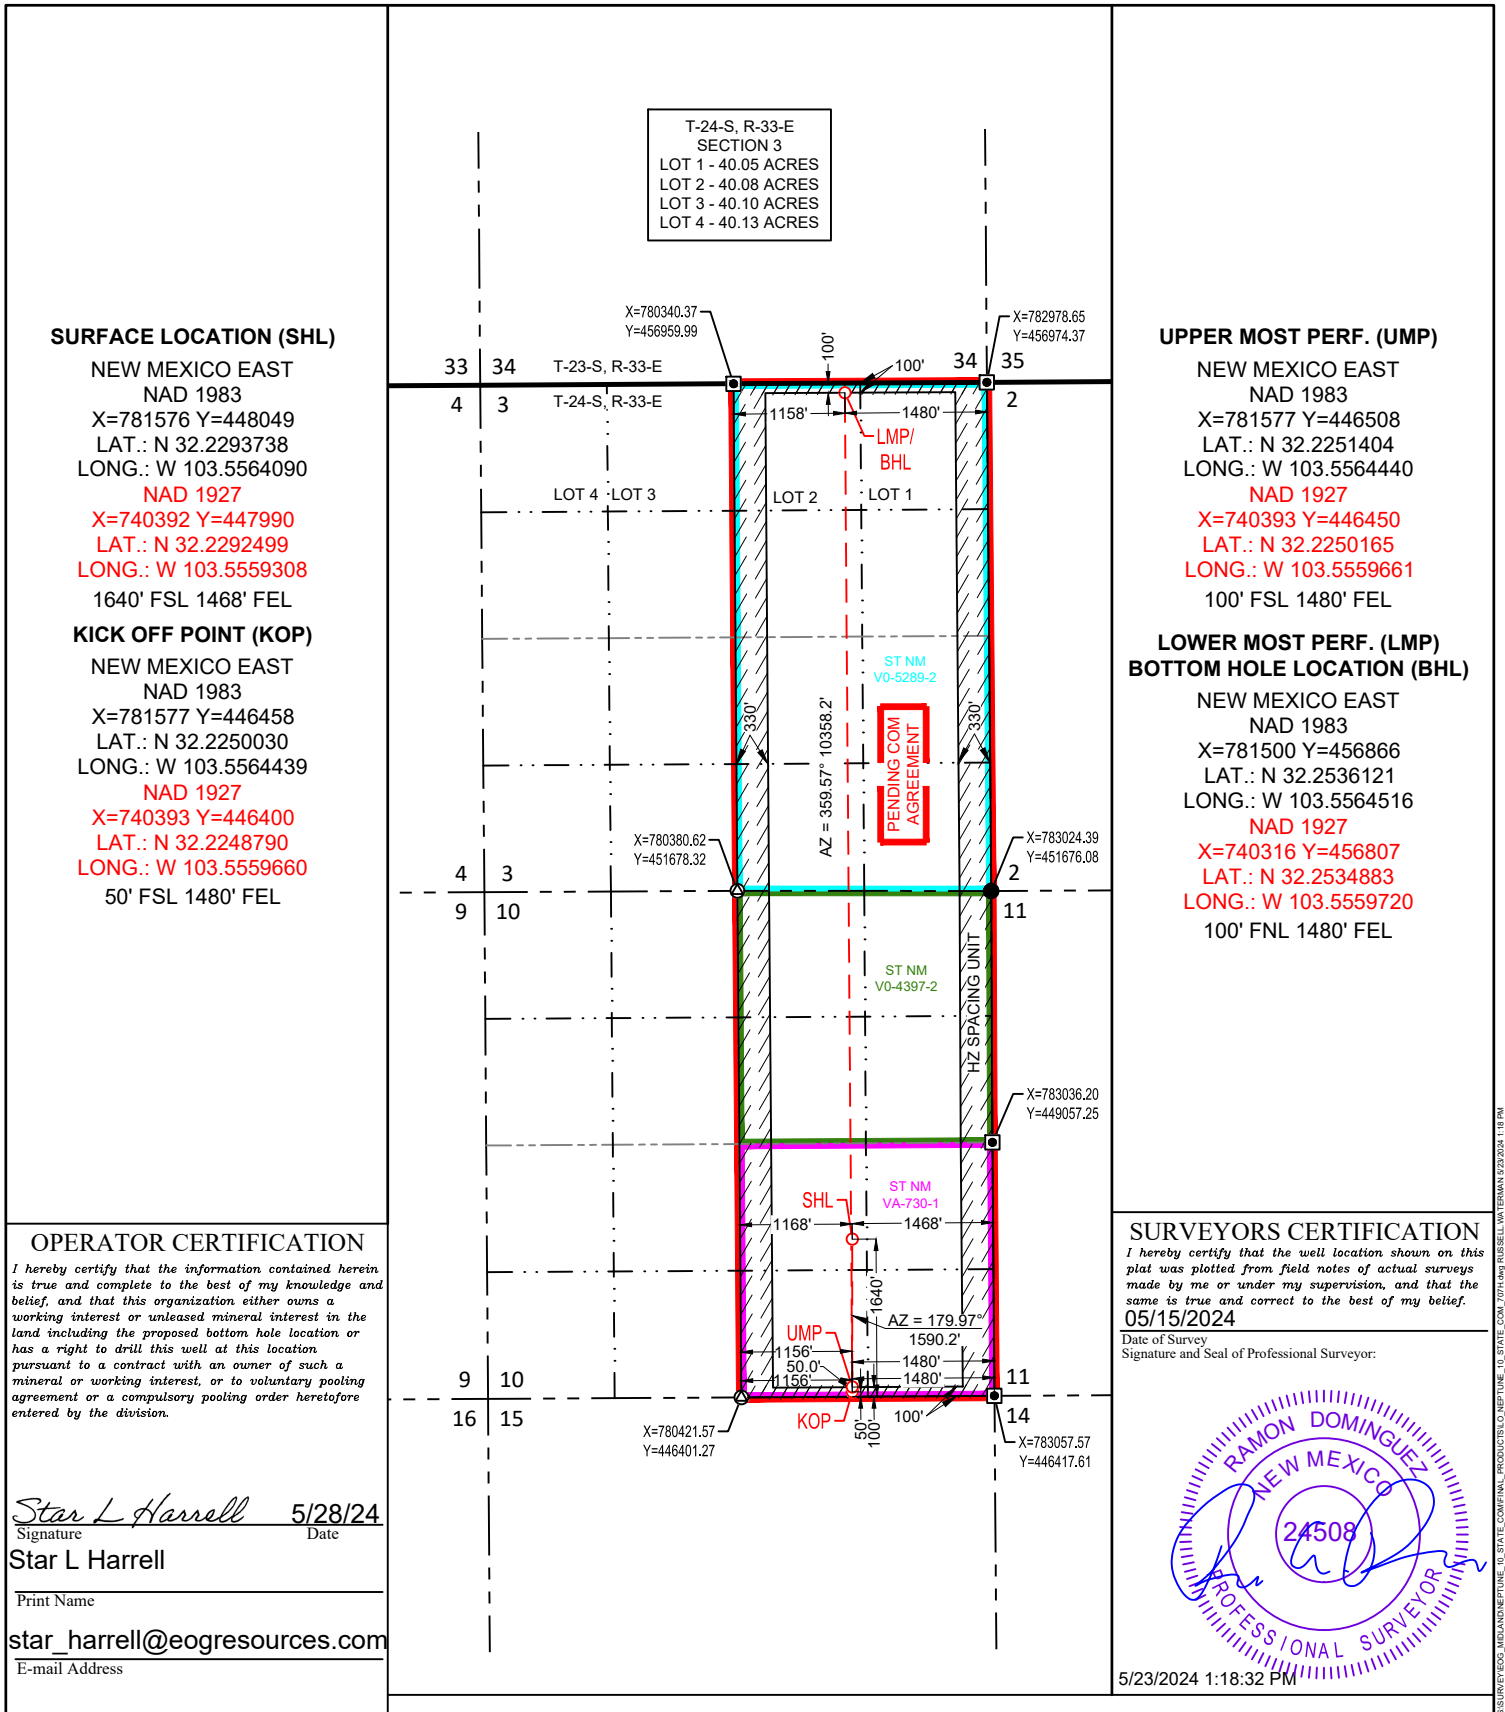 T-24-S, R-33-E
SECTION 3
LOT 1 - 40.05 ACRES
LOT 2 - 40.08 ACRES
LOT 3 - 40.10 ACRES
LOT 4 - 40.13 ACRES
SURFACE LOCATION (SHL)
NEW MEXICO EAST
NAD 1983
X=781576 Y=448049
LAT.: N 32.2293738
LONG.: W 103.5564090
NAD 1927
X=740392 Y=447990
LAT.: N 32.2292499
LONG.: W 103.5559308
1640' FSL 1468' FEL
KICK OFF POINT (KOP)
NEW MEXICO EAST
NAD 1983
X=781577 Y=446458
LAT.: N 32.2250030
LONG.: W 103.5564439
NAD 1927
X=740393 Y=446400
LAT.: N 32.2248790
LONG.: W 103.5559660
50' FSL 1480' FEL
X=780340.37
Y=456959.99
X=782978.65
Y=456974.37
33 34
T-23-S, R-33-E
100'
100'
34 35
4 3
T-24-S, R-33-E
2
1158'
1480'
LMP/
BHL
LOT 4
LOT 3
LOT 2
LOT 1
ST NM
V0-5289-2
330'
AZ = 359.57° 10358.2'
PENDING COM
AGREEMENT
330'
X=780380.62
Y=451678.32
X=783024.39
Y=451676.08
4 3
2
9 10
11
ST NM
V0-4397-2
HZ SPACING UNIT
X=783036.20
Y=449057.25
ST NM
VA-730-1
SHL
1168'
1468'
1640'
AZ = 179.97°
1590.2'
UMP
1156'
1480'
50.0'
1156'
1480'
9 10
11
16 15
14
KOP
50'
100'
100'
X=780421.57
Y=446401.27
X=783057.57
Y=446417.61
UPPER MOST PERF. (UMP)
NEW MEXICO EAST
NAD 1983
X=781577 Y=446508
LAT.: N 32.2251404
LONG.: W 103.5564440
NAD 1927
X=740393 Y=446450
LAT.: N 32.2250165
LONG.: W 103.5559661
100' FSL 1480' FEL
LOWER MOST PERF. (LMP)
BOTTOM HOLE LOCATION (BHL)
NEW MEXICO EAST
NAD 1983
X=781500 Y=456866
LAT.: N 32.2536121
LONG.: W 103.5564516
NAD 1927
X=740316 Y=456807
LAT.: N 32.2534883
LONG.: W 103.5559720
100' FNL 1480' FEL
OPERATOR CERTIFICATION
I hereby certify that the information contained herein
is true and complete to the best of my knowledge and
belief, and that this organization either owns a
working interest or unleased mineral interest in the
land including the proposed bottom hole location or
has a right to drill this well at this location
pursuant to a contract with an owner of such a
mineral or working interest, or to voluntary pooling
agreement or a compulsory pooling order heretofore
entered by the division.
Star L Harrell 5/28/24
Signature Date
Star L Harrell
Print Name
star_harrell@eogresources.com
E-mail Address
SURVEYORS CERTIFICATION
I hereby certify that the well location shown on this
plat was plotted from field notes of actual surveys
made by me or under my supervision, and that the
same is true and correct to the best of my belief.
05/15/2024
Date of Survey
Signature and Seal of Professional Surveyor:
RAMON DOMINGUEZ
NEW MEXICO
24508
PROFESSIONAL SURVEYOR
5/23/2024 1:18:32 PM
S:\SURVEY\EOG_MIDLAND\NEPTUNE_10_STATE_COM\FINAL_PRODUCTS\LO_NEPTUNE_10_STATE_COM_707H.dwg RUSSELL.WATERMAN 5/23/2024 1:18 PM